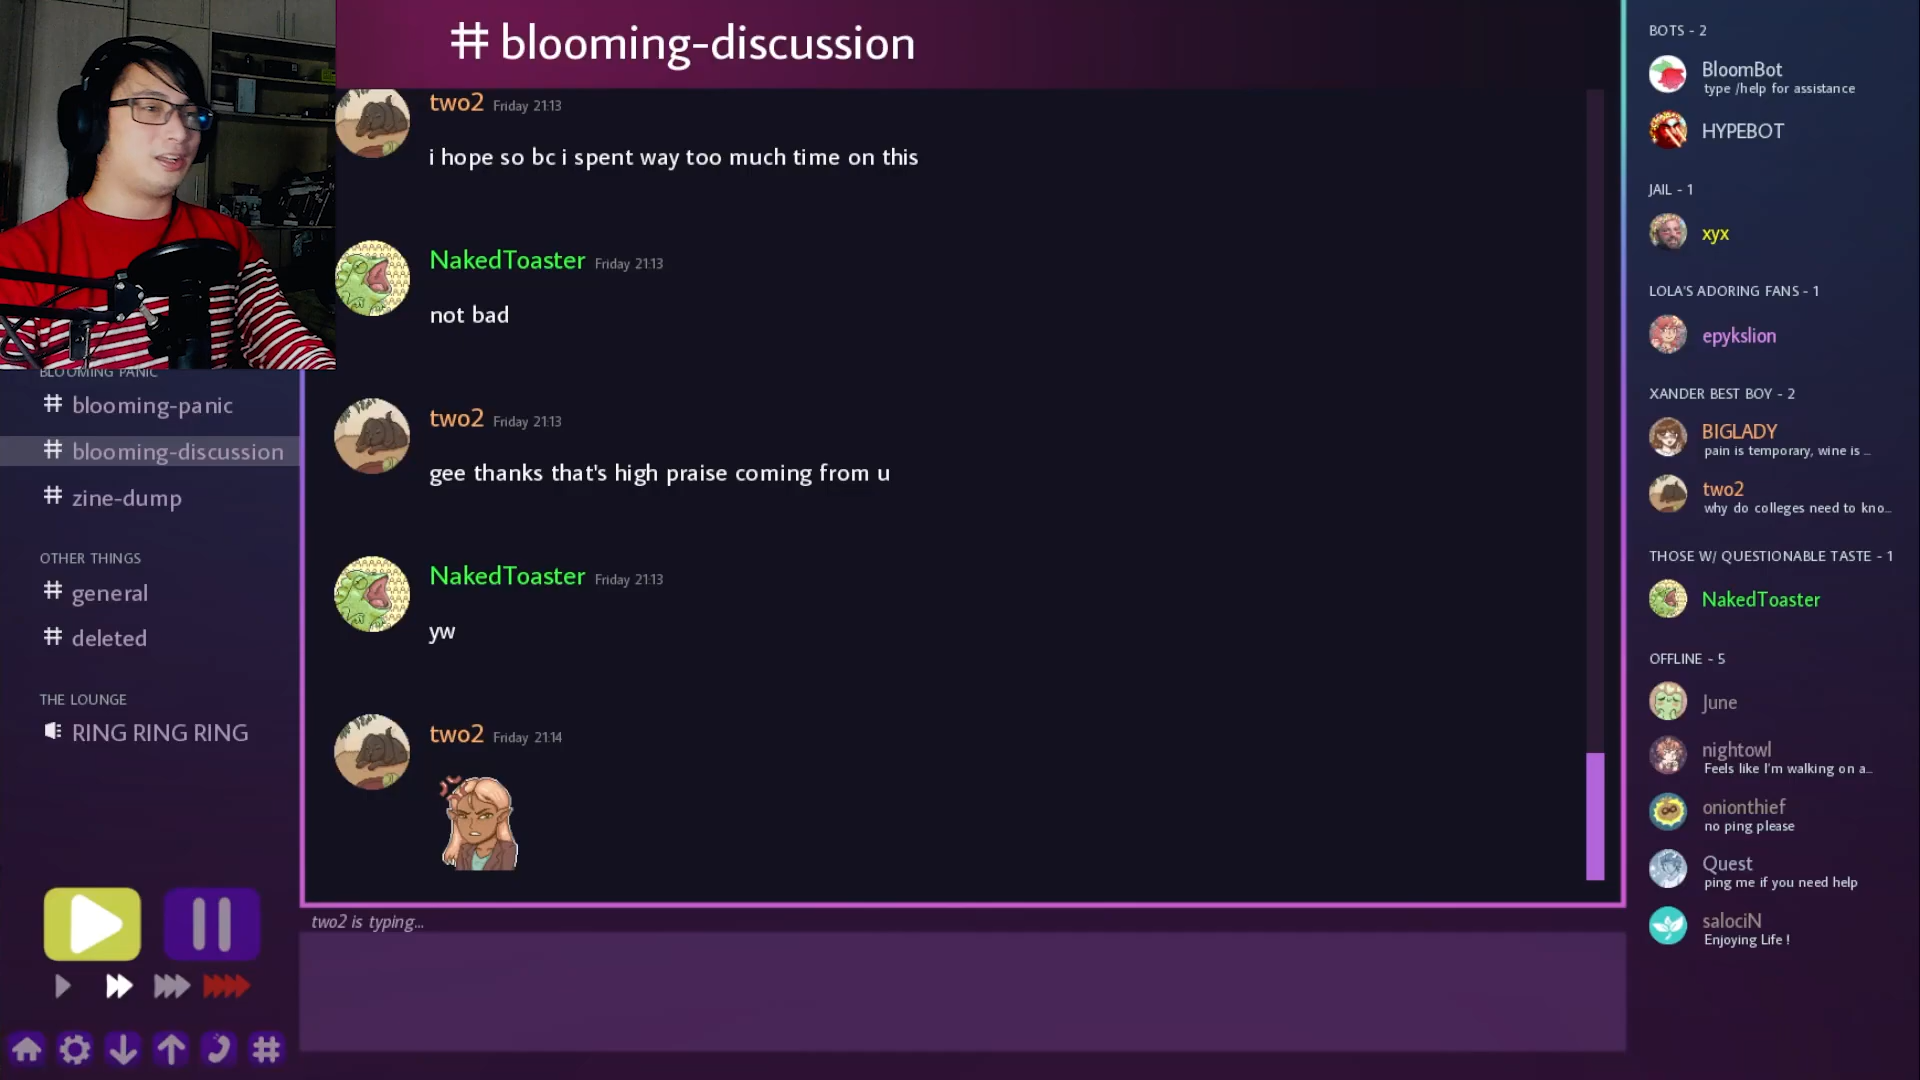 # blooming-discussion
two2 Friday 21:13
i hope so bc i spent way too much time on this
NakedToaster Friday 21:13
not bad
two2 Friday 21:13
gee thanks that's high praise coming from u
NakedToaster Friday 21:13
yw
two2 Friday 21:14
two2 is typing...
BLOOMING PANIC
# blooming-panic
# blooming-discussion
# zine-dump
OTHER THINGS
# general
# deleted
THE LOUNGE
RING RING RING
BOTS - 2
BloomBot
type /help for assistance
HYPEBOT
JAIL - 1
xyx
LOLA'S ADORING FANS - 1
epykslion
XANDER BEST BOY - 2
BIGLADY
pain is temporary, wine is ...
two2
why do colleges need to kno...
THOSE W/ QUESTIONABLE TASTE - 1
NakedToaster
OFFLINE - 5
June
nightowl
Feels like I'm walking on a...
onionthief
no ping please
Quest
ping me if you need help
salociN
Enjoying Life !